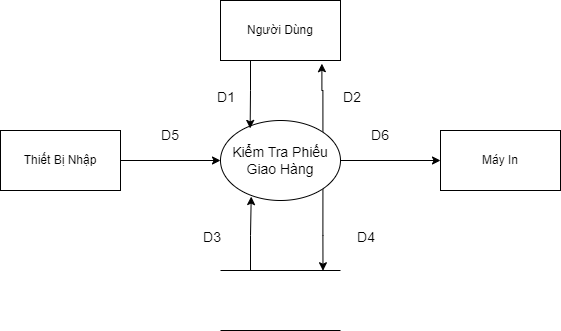 Người Dùng
D1
D2
D5
D6
Thiết Bị Nhập
Kiểm Tra Phiếu
Giao Hàng
Máy In
D3
D4